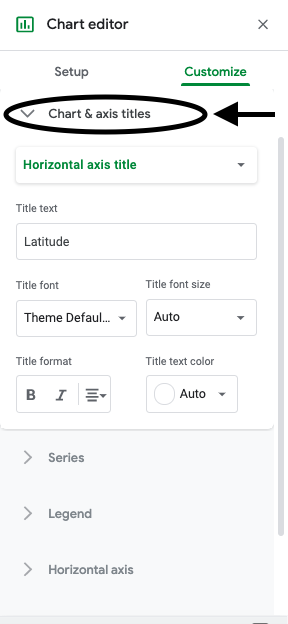 Chart editor
Setup
Customize
Chart & axis titles
Horizontal axis title
Title text
Latitude
Title font
Title font size
Theme Defaul...
Auto
Title format
Title text color
B I
Auto
Series
Legend
Horizontal axis